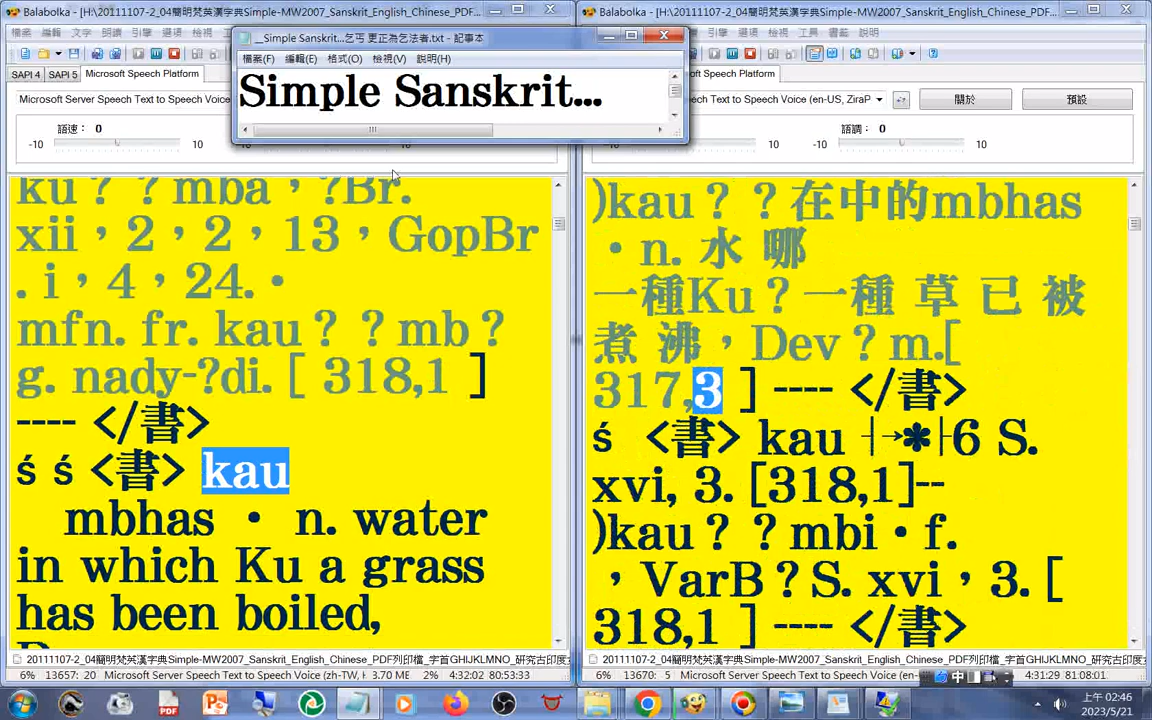 Balabolka - [H:\20111107-2_04簡明梵英漢字典Simple-MW2007_Sanskrit_English_Chinese_PDF...
Balabolka - [H:\20111107-2_04簡明梵英漢字典Simple-MW2007_Sanskrit_English_Chinese_PDF...
__Simple Sanskrit...乞丐 更正為乞法者.txt - 記事本
檔案(F) 編輯(E) 格式(O) 檢視(V) 說明(H)
Simple Sanskrit...
SAPI 4 SAPI 5 Microsoft Speech Platform
ft Speech Platform
Microsoft Server Speech Text to Speech Voice
ech Text to Speech Voice (en-US, ZiraP
關於
預設
語速： 0
-10
10
語調： 0
-10
10
ku？？mba，?Br.
xii，2，2，13，GopBr
. i，4，24.‧
mfn. fr. kau？？mb？
g. nady-?di. [ 318,1 ]
---- </書>
ś ś <書> kau
mbhas ‧ n. water
in which Ku a grass
has been boiled,
)kau？？在中的mbhas
‧n. 水 哪
一種Ku？一種 草 已 被
煮 沸，Dev？m.[
317,3 ] ---- </書>
ś <書> kau ┤→✱├6 S.
xvi, 3. [318,1]--
)kau？？mbi‧f.
，VarB？S. xvi，3. [
318,1 ] ---- </書>
20111107-2_04簡明梵英漢字典Simple-MW2007_Sanskrit_English_Chinese_PDF列印檔_字首GHIJKLMNO_研究古印度
20111107-2_04簡明梵英漢字典Simple-MW2007_Sanskrit_English_Chinese_PDF列印檔_字首GHIJKLMNO_研究古印度
6% 13657: 20 Microsoft Server Speech Text to Speech Voice (zh-TW, H 3.70 ME 2% 4:32:02 80:53:33
6% 13670: 5 Microsoft Server Speech Text to Speech Voice 4:31:29 81:08:01
中
上午 02:46
2023/5/21